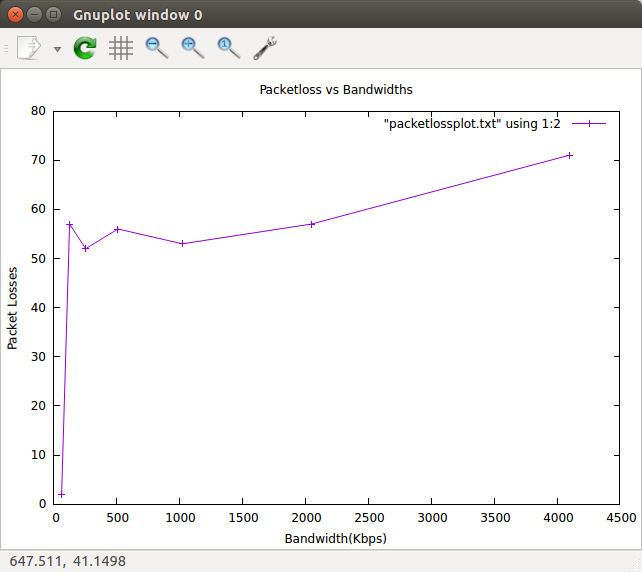 Gnuplot window 0
Packetloss vs Bandwidths
"packetlossplot.txt" using 1:2
80
70
60
50
40
30
20
10
0
Packet Losses
0 500 1000 1500 2000 2500 3000 3500 4000 4500
Bandwidth(Kbps)
647.511, 41.1498